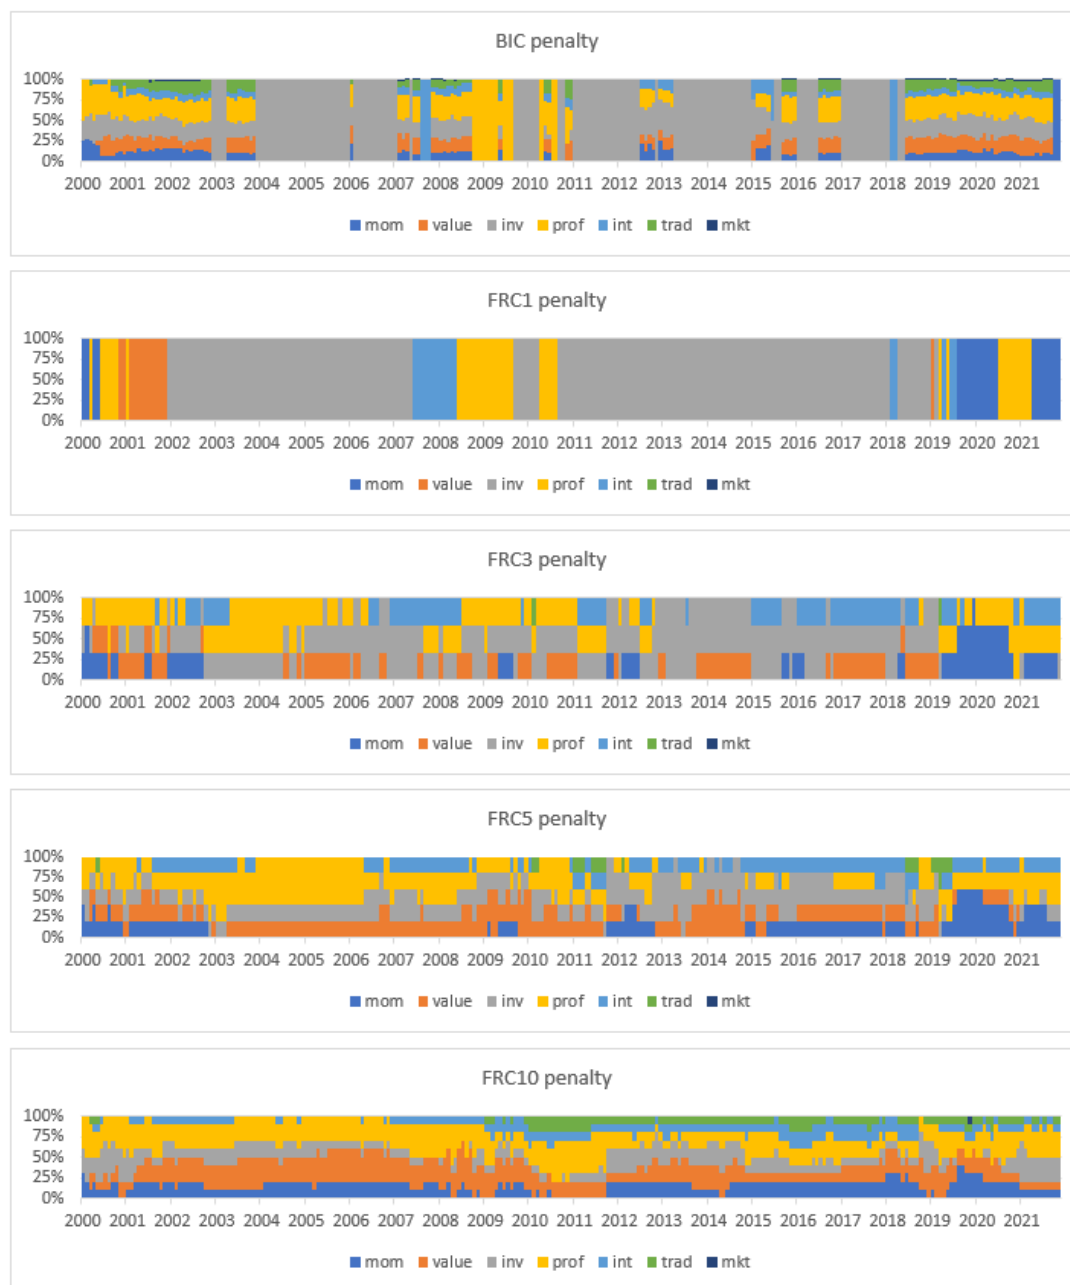 BIC penalty
100%
75%
50%
25%
0%
2000 2001 2002 2003 2004 2005 2006 2007 2008 2009 2010 2011 2012 2013 2014 2015 2016 2017 2018 2019 2020 2021
mom value inv prof int trad mkt
FRC1 penalty
100%
75%
50%
25%
0%
2000 2001 2002 2003 2004 2005 2006 2007 2008 2009 2010 2011 2012 2013 2014 2015 2016 2017 2018 2019 2020 2021
mom value inv prof int trad mkt
FRC3 penalty
100%
75%
50%
25%
0%
2000 2001 2002 2003 2004 2005 2006 2007 2008 2009 2010 2011 2012 2013 2014 2015 2016 2017 2018 2019 2020 2021
mom value inv prof int trad mkt
FRC5 penalty
100%
75%
50%
25%
0%
2000 2001 2002 2003 2004 2005 2006 2007 2008 2009 2010 2011 2012 2013 2014 2015 2016 2017 2018 2019 2020 2021
mom value inv prof int trad mkt
FRC10 penalty
100%
75%
50%
25%
0%
2000 2001 2002 2003 2004 2005 2006 2007 2008 2009 2010 2011 2012 2013 2014 2015 2016 2017 2018 2019 2020 2021
mom value inv prof int trad mkt